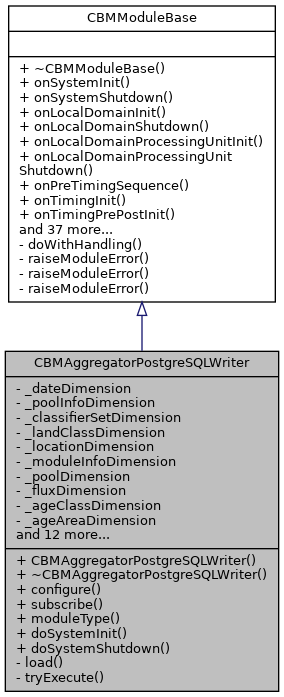 CBMModuleBase
+ ~CBMModuleBase()
+ onSystemInit()
+ onSystemShutdown()
+ onLocalDomainInit()
+ onLocalDomainShutdown()
+ onLocalDomainProcessingUnitInit()
+ onLocalDomainProcessingUnit
Shutdown()
+ onPreTimingSequence()
+ onTimingInit()
+ onTimingPrePostInit()
and 37 more...
- doWithHandling()
- raiseModuleError()
- raiseModuleError()
- raiseModuleError()
CBMAggregatorPostgreSQLWriter
- _dateDimension
- _poolInfoDimension
- _classifierSetDimension
- _landClassDimension
- _locationDimension
- _moduleInfoDimension
- _poolDimension
- _fluxDimension
- _ageClassDimension
- _ageAreaDimension
and 12 more...
+ CBMAggregatorPostgreSQLWriter()
+ ~CBMAggregatorPostgreSQLWriter()
+ configure()
+ subscribe()
+ moduleType()
+ doSystemInit()
+ doSystemShutdown()
- load()
- tryExecute()